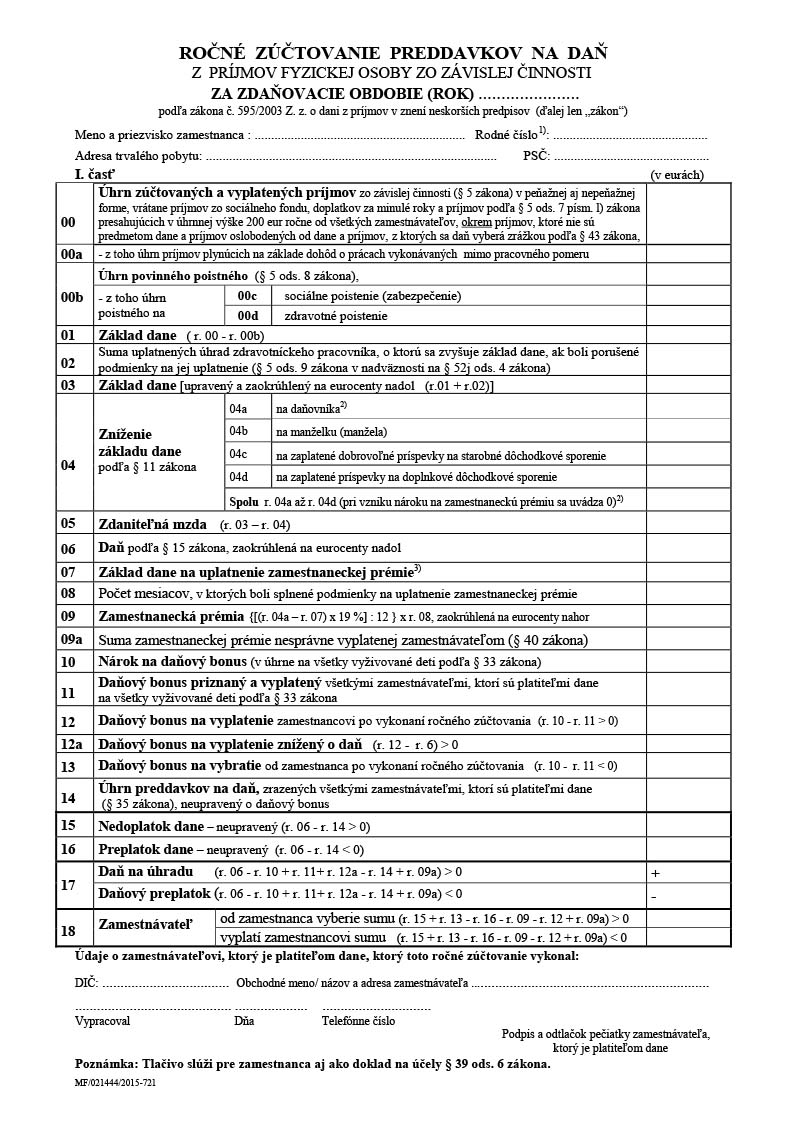 ROČNÉ ZÚČTOVANIE PREDDAVKOV NA DAŇ
Z PRÍJMOV FYZICKEJ OSOBY ZO ZÁVISLEJ ČINNOSTI
ZA ZDAŇOVACIE OBDOBIE (ROK) .....................
podľa zákona č. 595/2003 Z. z. o dani z príjmov v znení neskorších predpisov (ďalej len „zákon“)
Meno a priezvisko zamestnanca : ................................................................ Rodné číslo1): ...............................................
Adresa trvalého pobytu: ........................................................................................ PSČ: ...............................................
I. časť (v eurách)
00 Úhrn zúčtovaných a vyplatených príjmov zo závislej činnosti (§ 5 zákona) v peňažnej aj nepeňažnej
forme, vrátane príjmov zo sociálneho fondu, doplatkov za minulé roky a príjmov podľa § 5 ods. 7 písm. l) zákona
presahujúcich v úhrnnej výške 200 eur ročne od všetkých zamestnávateľov, okrem príjmov, ktoré nie sú
predmetom dane a príjmov oslobodených od dane a príjmov, z ktorých sa daň vyberá zrážkou podľa § 43 zákona,
00a - z toho úhrn príjmov plynúcich na základe dohôd o prácach vykonávaných mimo pracovného pomeru
00b Úhrn povinného poistného (§ 5 ods. 8 zákona),
- z toho úhrn poistného na 00c sociálne poistenie (zabezpečenie)
00d zdravotné poistenie
01 Základ dane ( r. 00 - r. 00b)
02 Suma uplatnených úhrad zdravotníckeho pracovníka, o ktorú sa zvyšuje základ dane, ak boli porušené
podmienky na jej uplatnenie (§ 5 ods. 9 zákona v nadväznosti na § 52j ods. 4 zákona)
03 Základ dane [upravený a zaokrúhlený na eurocenty nadol (r.01 + r.02)]
04 Zníženie
základu dane
podľa § 11 zákona
04a na daňovníka2)
04b na manželku (manžela)
04c na zaplatené dobrovoľné príspevky na starobné dôchodkové sporenie
04d na zaplatené príspevky na doplnkové dôchodkové sporenie
Spolu r. 04a až r. 04d (pri vzniku nároku na zamestnaneckú prémiu sa uvádza 0)2)
05 Zdaniteľná mzda (r. 03 – r. 04)
06 Daň podľa § 15 zákona, zaokrúhlená na eurocenty nadol
07 Základ dane na uplatnenie zamestnaneckej prémie3)
08 Počet mesiacov, v ktorých boli splnené podmienky na uplatnenie zamestnaneckej prémie
09 Zamestnanecká prémia {[(r. 04a – r. 07) x 19 %] : 12 } x r. 08, zaokrúhlená na eurocenty nahor
09a Suma zamestnaneckej prémie nesprávne vyplatenej zamestnávateľom (§ 40 zákona)
10 Nárok na daňový bonus (v úhrne na všetky vyživované deti podľa § 33 zákona)
11 Daňový bonus priznaný a vyplatený všetkými zamestnávateľmi, ktorí sú platiteľmi dane
na všetky vyživované deti podľa § 33 zákona
12 Daňový bonus na vyplatenie zamestnancovi po vykonaní ročného zúčtovania (r. 10 - r. 11 > 0)
12a Daňový bonus na vyplatenie znížený o daň (r. 12 - r. 6) > 0
13 Daňový bonus na vybratie od zamestnanca po vykonaní ročného zúčtovania (r. 10 - r. 11 < 0)
14 Úhrn preddavkov na daň, zrazených všetkými zamestnávateľmi, ktorí sú platiteľmi dane
(§ 35 zákona), neupravený o daňový bonus
15 Nedoplatok dane – neupravený (r. 06 - r. 14 > 0)
16 Preplatok dane – neupravený (r. 06 - r. 14 < 0)
17 Daň na úhradu (r. 06 - r. 10 + r. 11+ r. 12a - r. 14 + r. 09a) > 0 +
Daňový preplatok (r. 06 - r. 10 + r. 11+ r. 12a - r. 14 + r. 09a) < 0 -
18 Zamestnávateľ od zamestnanca vyberie sumu (r. 15 + r. 13 - r. 16 - r. 09 - r. 12 + r. 09a) > 0
vyplatí zamestnancovi sumu (r. 15 + r. 13 - r. 16 - r. 09 - r. 12 + r. 09a) < 0
Údaje o zamestnávateľovi, ktorý je platiteľom dane, ktorý toto ročné zúčtovanie vykonal:
DIČ: ...................................... Obchodné meno/ názov a adresa zamestnávateľa ........................................................................
............................................... ...................... .................................
Vypracoval Dňa Telefónne číslo
Podpis a odtlačok pečiatky zamestnávateľa,
ktorý je platiteľom dane
Poznámka: Tlačivo slúži pre zamestnanca aj ako doklad na účely § 39 ods. 6 zákona.
MF/021444/2015-721